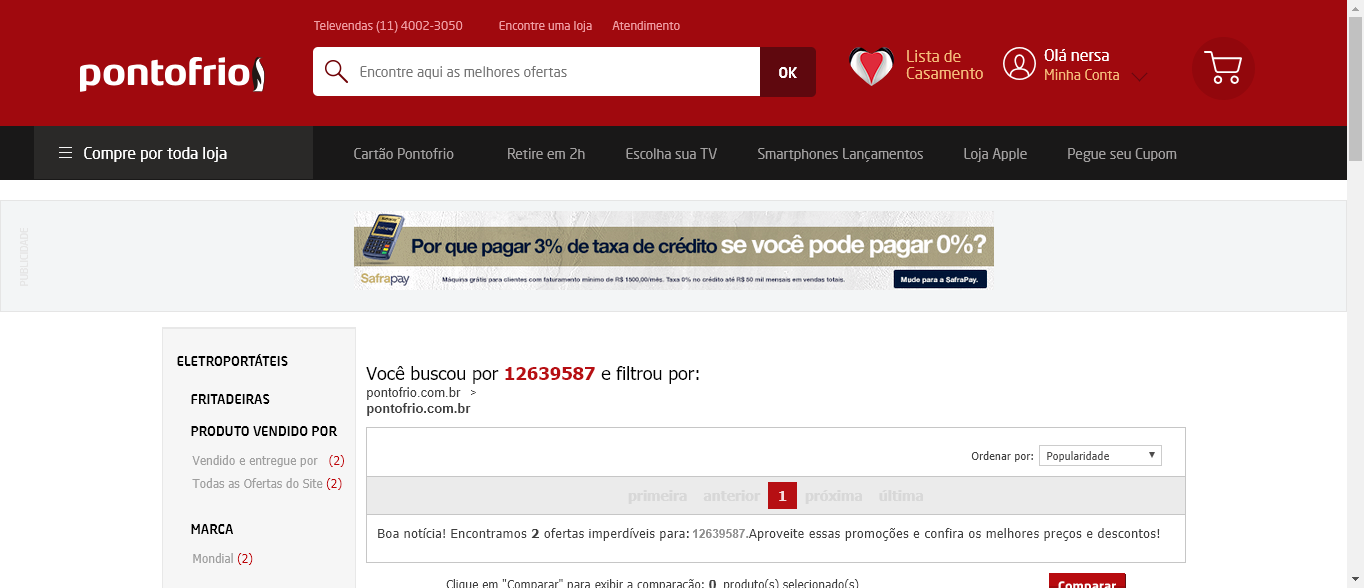 Televendas (11) 4002-3050 Encontre uma loja Atendimento
pontofrio
Encontre aqui as melhores ofertas
OK
Lista de
Casamento
Olá nersa
Minha Conta
Compre por toda loja
Cartão Pontofrio Retire em 2h Escolha sua TV Smartphones Lançamentos Loja Apple Pegue seu Cupom
PUBLICIDADE
Por que pagar 3% de taxa de crédito se você pode pagar 0%?
Safrapay
Máquina grátis para clientes com faturamento mínimo de R$ 1500,00/mês. Taxa 0% no crédito até R$ 50 mil mensais em vendas totais.
Mude para a SafraPay.
ELETROPORTÁTEIS
FRITADEIRAS
PRODUTO VENDIDO POR
Vendido e entregue por (2)
Todas as Ofertas do Site (2)
MARCA
Mondial (2)
Você buscou por 12639587 e filtrou por:
pontofrio.com.br >
pontofrio.com.br
Ordenar por: Popularidade
primeira anterior 1 próxima última
Boa notícia! Encontramos 2 ofertas imperdíveis para: 12639587.Aproveite essas promoções e confira os melhores preços e descontos!
Clique em "Comparar" para exibir a comparação: 0 produto(s) selecionado(s)
Comparar